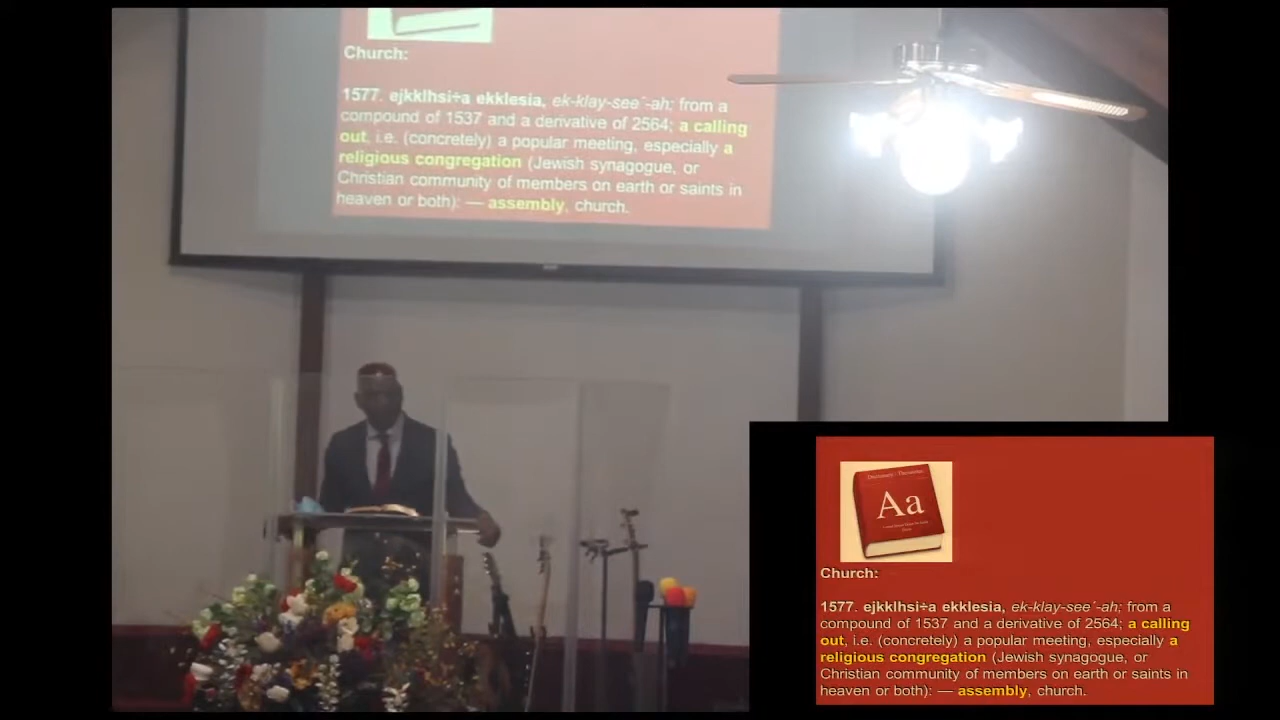 Church:
1577. ejkklhsi÷a ekklesia, ek-klay-see´-ah; from a
compound of 1537 and a derivative of 2564; a calling
out, i.e. (concretely) a popular meeting, especially a
religious congregation (Jewish synagogue, or
Christian community of members on earth or saints in
heaven or both): — assembly, church.
Dictionary · Thesaurus
Aa
Church:
1577. ejkklhsi÷a ekklesia, ek-klay-see´-ah; from a
compound of 1537 and a derivative of 2564; a calling
out, i.e. (concretely) a popular meeting, especially a
religious congregation (Jewish synagogue, or
Christian community of members on earth or saints in
heaven or both): — assembly, church.